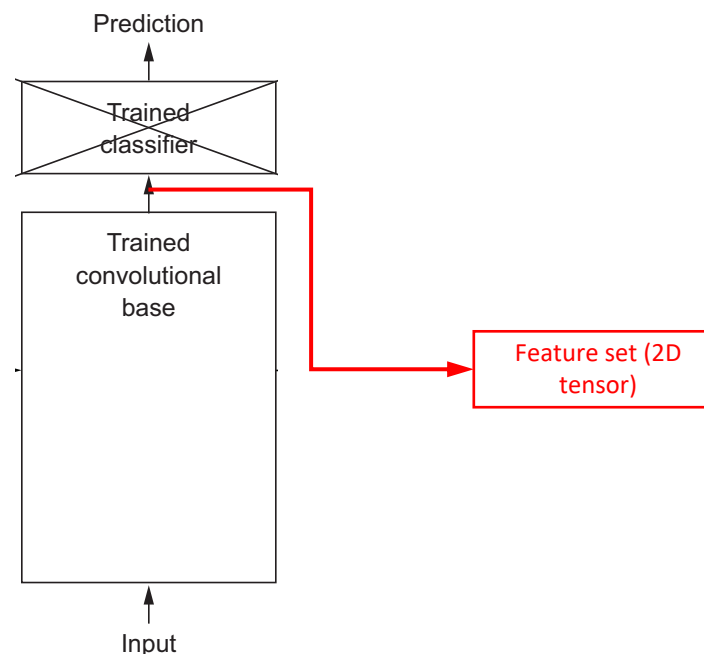 Prediction
Trained
classifier
Trained
convolutional
base
Feature set (2D
tensor)
Input